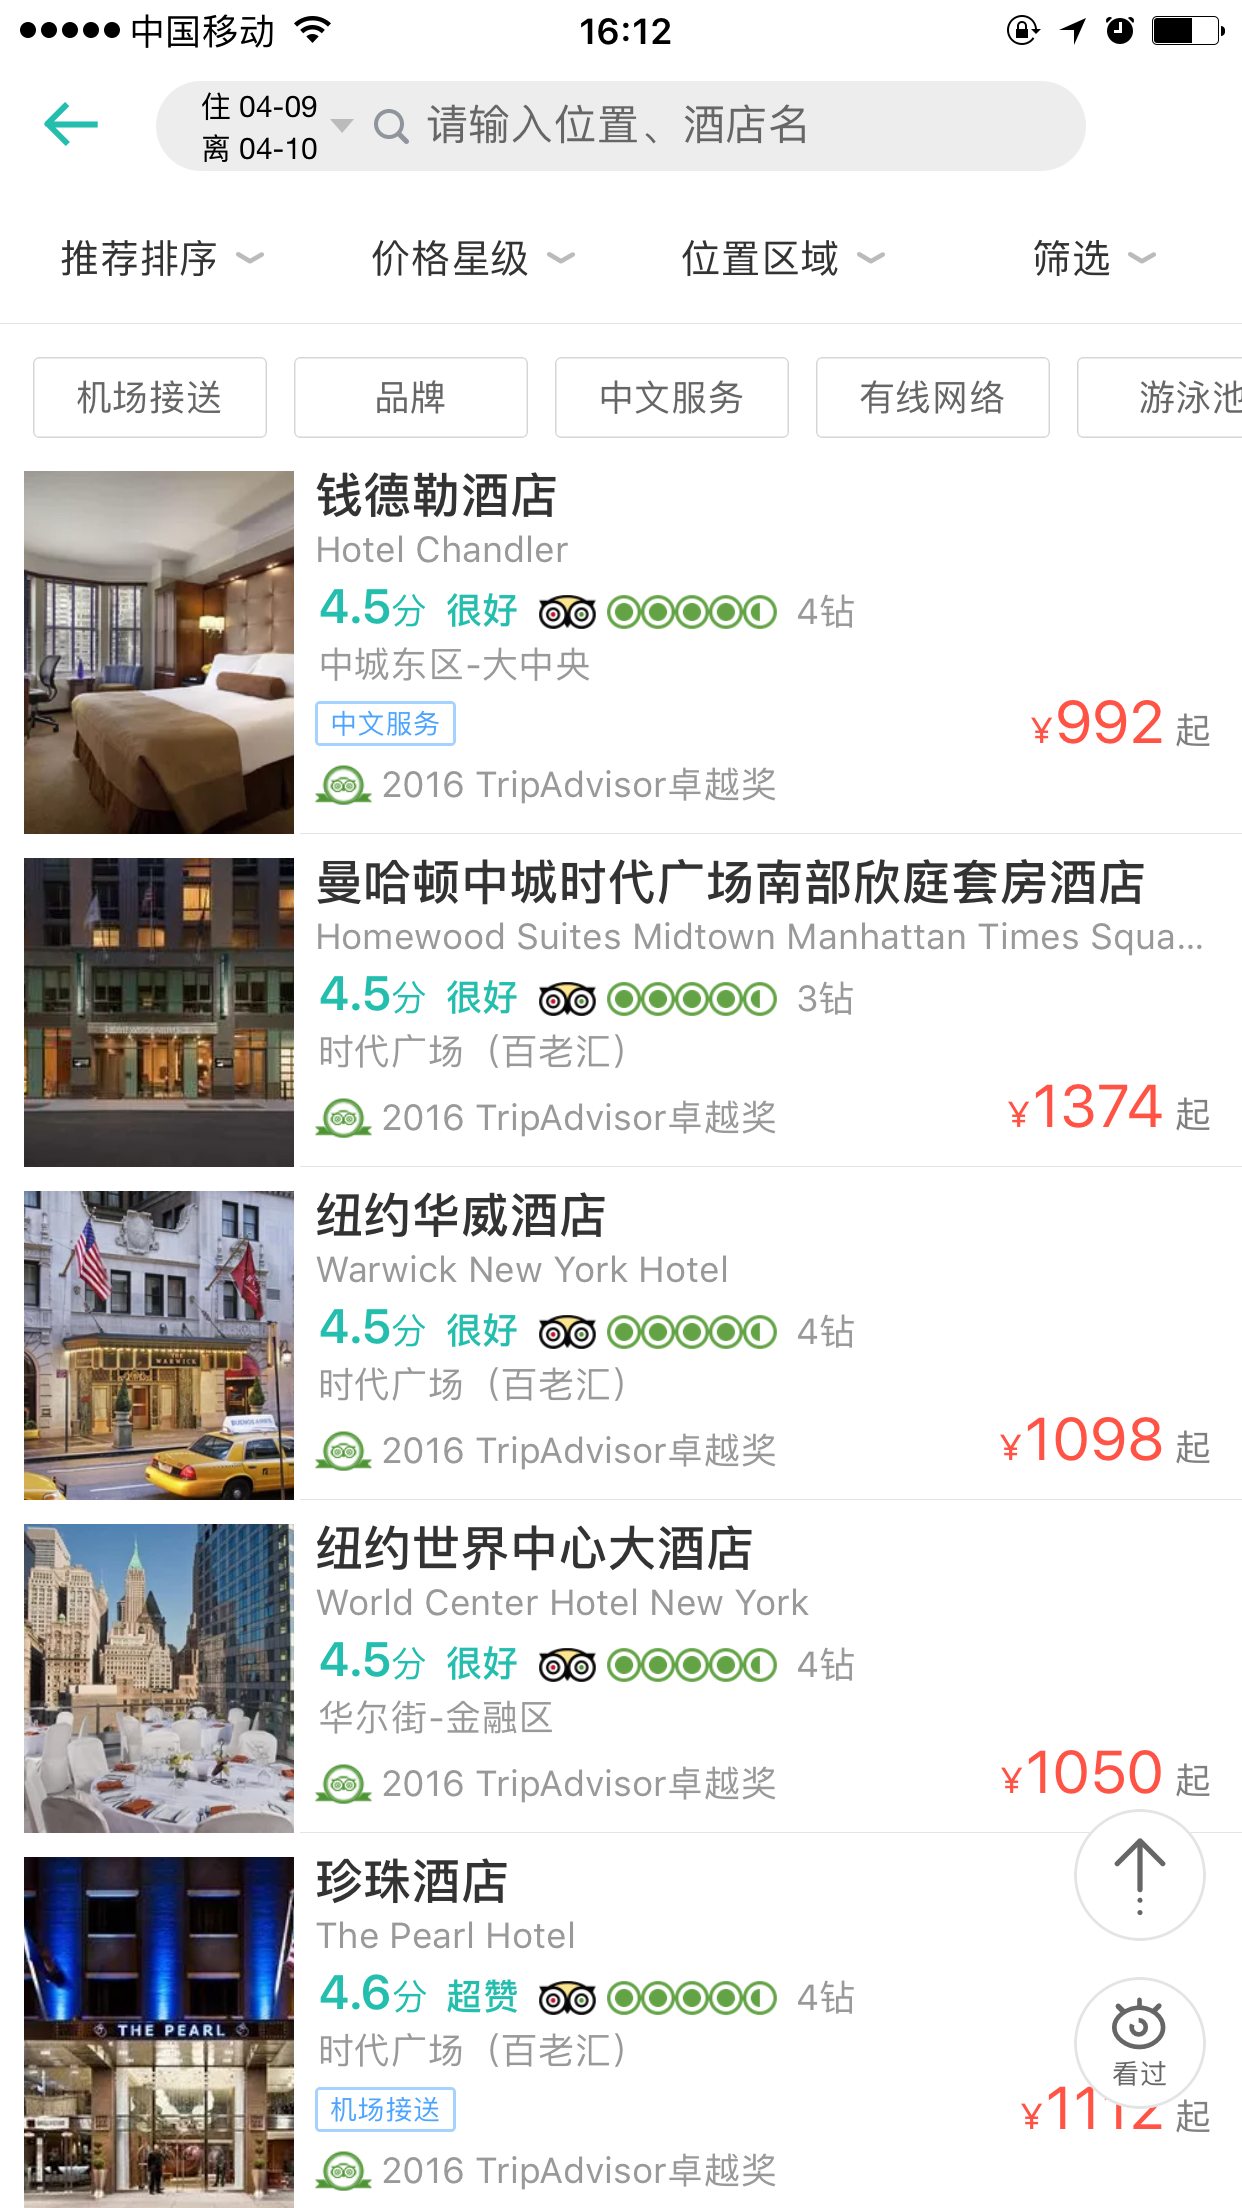 中国移动 16:12
住 04-09
离 04-10
请输入位置、酒店名
推荐排序 价格星级 位置区域 筛选
机场接送 品牌 中文服务 有线网络 游泳池
钱德勒酒店
Hotel Chandler
4.5分 很好 4钻
中城东区-大中央
中文服务
¥992 起
2016 TripAdvisor卓越奖
曼哈顿中城时代广场南部欣庭套房酒店
Homewood Suites Midtown Manhattan Times Squa...
4.5分 很好 3钻
时代广场（百老汇）
2016 TripAdvisor卓越奖
¥1374 起
纽约华威酒店
Warwick New York Hotel
4.5分 很好 4钻
时代广场（百老汇）
2016 TripAdvisor卓越奖
¥1098 起
WARWICK
纽约世界中心大酒店
World Center Hotel New York
4.5分 很好 4钻
华尔街-金融区
2016 TripAdvisor卓越奖
¥1050 起
珍珠酒店
The Pearl Hotel
4.6分 超赞 4钻
THE PEARL
时代广场（百老汇）
看过
机场接送
¥1112 起
2016 TripAdvisor卓越奖